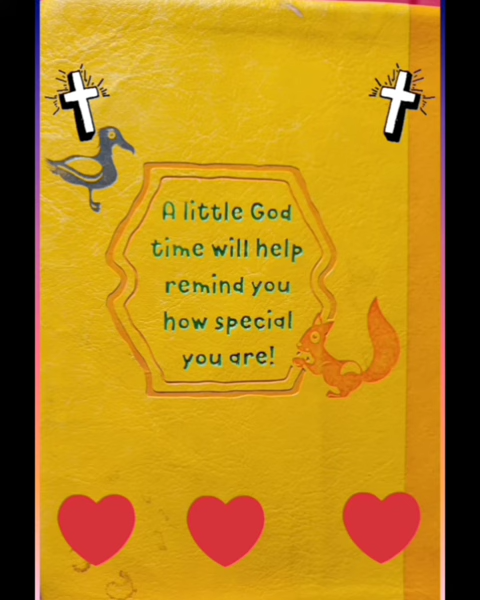 A little God
time will help
remind you
how special
you are!